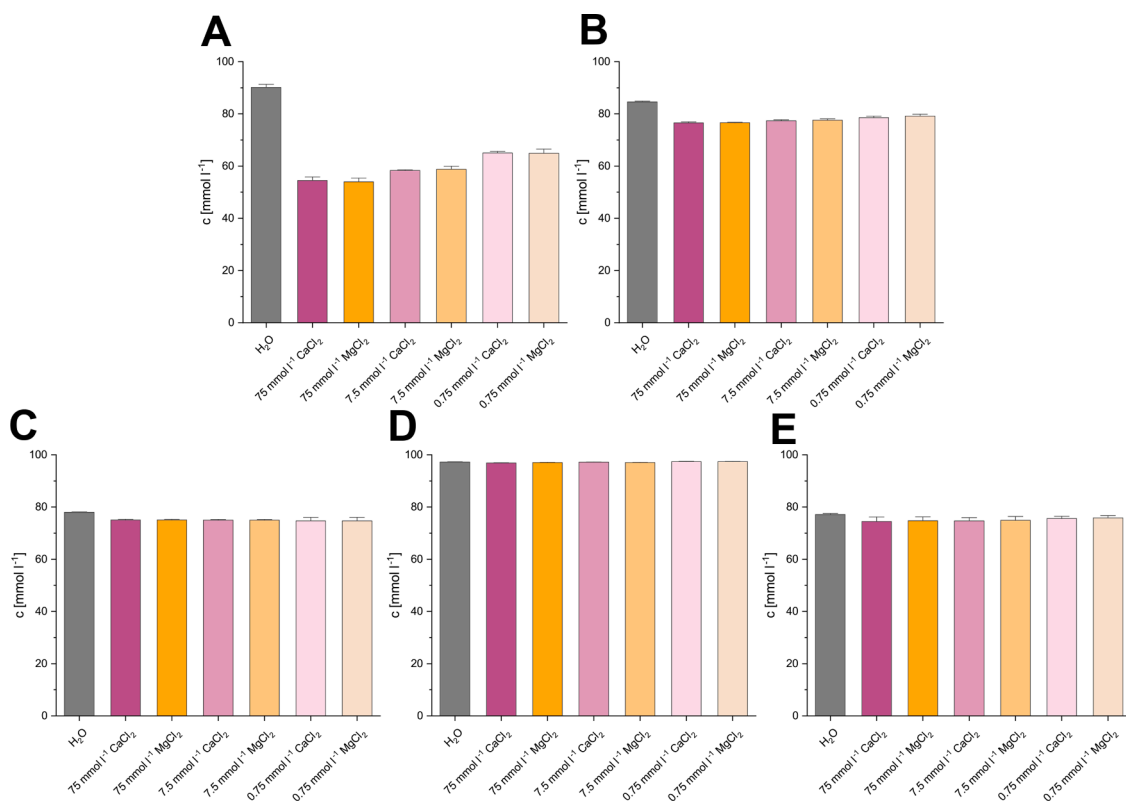 A
B
100
80
60
40
20
0
c [mmol l⁻¹]
H₂O
75 mmol l⁻¹ CaCl₂
75 mmol l⁻¹ MgCl₂
7.5 mmol l⁻¹ CaCl₂
7.5 mmol l⁻¹ MgCl₂
0.75 mmol l⁻¹ CaCl₂
0.75 mmol l⁻¹ MgCl₂
100
80
60
40
20
0
c [mmol l⁻¹]
H₂O
75 mmol l⁻¹ CaCl₂
75 mmol l⁻¹ MgCl₂
7.5 mmol l⁻¹ CaCl₂
7.5 mmol l⁻¹ MgCl₂
0.75 mmol l⁻¹ CaCl₂
0.75 mmol l⁻¹ MgCl₂
C
D
E
100
80
60
40
20
0
c [mmol l⁻¹]
H₂O
75 mmol l⁻¹ CaCl₂
75 mmol l⁻¹ MgCl₂
7.5 mmol l⁻¹ CaCl₂
7.5 mmol l⁻¹ MgCl₂
0.75 mmol l⁻¹ CaCl₂
0.75 mmol l⁻¹ MgCl₂
100
80
60
40
20
0
c [mmol l⁻¹]
H₂O
75 mmol l⁻¹ CaCl₂
75 mmol l⁻¹ MgCl₂
7.5 mmol l⁻¹ CaCl₂
7.5 mmol l⁻¹ MgCl₂
0.75 mmol l⁻¹ CaCl₂
0.75 mmol l⁻¹ MgCl₂
100
80
60
40
20
0
c [mmol l⁻¹]
H₂O
75 mmol l⁻¹ CaCl₂
75 mmol l⁻¹ MgCl₂
7.5 mmol l⁻¹ CaCl₂
7.5 mmol l⁻¹ MgCl₂
0.75 mmol l⁻¹ CaCl₂
0.75 mmol l⁻¹ MgCl₂